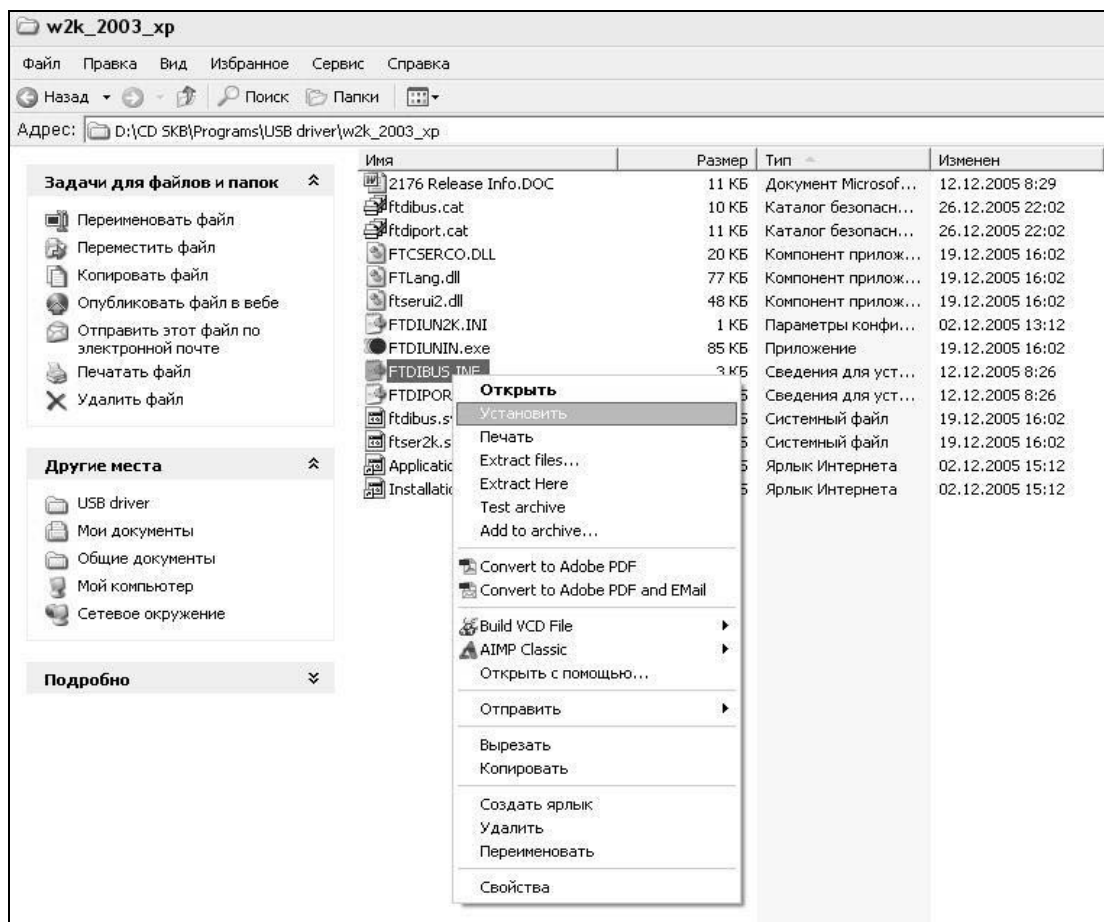 w2k_2003_xp
Файл Правка Вид Избранное Сервис Справка
Назад Поиск Папки
Адрес: D:\CD SKB\Programs\USB driver\w2k_2003_xp
Задачи для файлов и папок
Переименовать файл
Переместить файл
Копировать файл
Опубликовать файл в вебе
Отправить этот файл по
электронной почте
Печатать файл
Удалить файл
Другие места
USB driver
Мои документы
Общие документы
Мой компьютер
Сетевое окружение
Подробно
Имя Размер Тип Изменен
2176 Release Info.DOC 11 КБ Документ Microsof... 12.12.2005 8:29
ftdibus.cat 10 КБ Каталог безопасн... 26.12.2005 22:02
ftdiport.cat 11 КБ Каталог безопасн... 26.12.2005 22:02
FTCSERCO.DLL 20 КБ Компонент прилож... 19.12.2005 16:02
FTLang.dll 77 КБ Компонент прилож... 19.12.2005 16:02
ftserui2.dll 48 КБ Компонент прилож... 19.12.2005 16:02
FTDIUN2K.INI 1 КБ Параметры конфи... 02.12.2005 13:12
FTDIUNIN.exe 85 КБ Приложение 19.12.2005 16:02
FTDIBUS.INF 3 КБ Сведения для уст... 12.12.2005 8:26
FTDIPOR Б Сведения для уст... 12.12.2005 8:26
ftdibus.s Б Системный файл 19.12.2005 16:02
ftser2k.s Б Системный файл 19.12.2005 16:02
Applicatio Б Ярлык Интернета 02.12.2005 15:12
Installatio Б Ярлык Интернета 02.12.2005 15:12
Открыть
Установить
Печать
Extract files...
Extract Here
Test archive
Add to archive...
Convert to Adobe PDF
Convert to Adobe PDF and EMail
Build VCD File
AIMP Classic
Открыть с помощью...
Отправить
Вырезать
Копировать
Создать ярлык
Удалить
Переименовать
Свойства